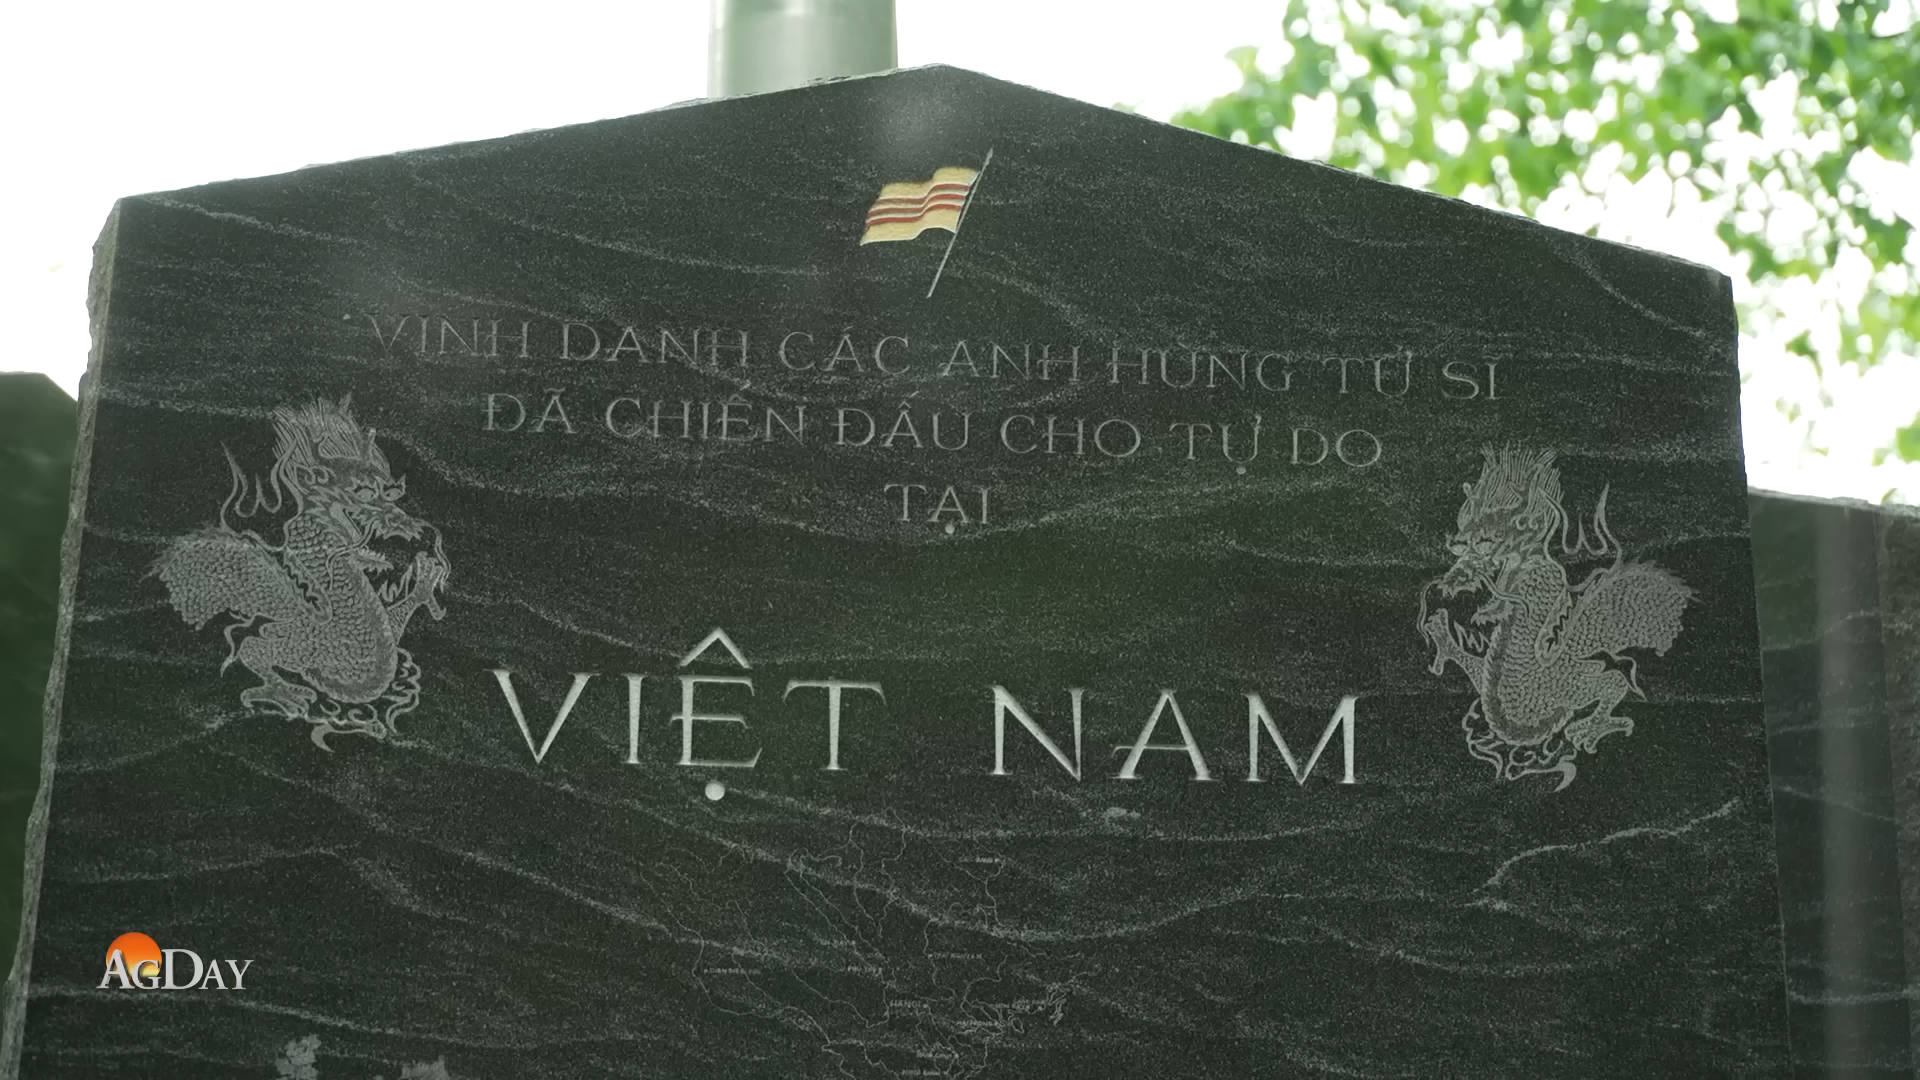 VINH DANH CÁC ANH HÙNG TỬ SĨ
ĐÃ CHIẾN ĐẤU CHO TỰ DO
TẠI
VIỆT NAM
AGDAY